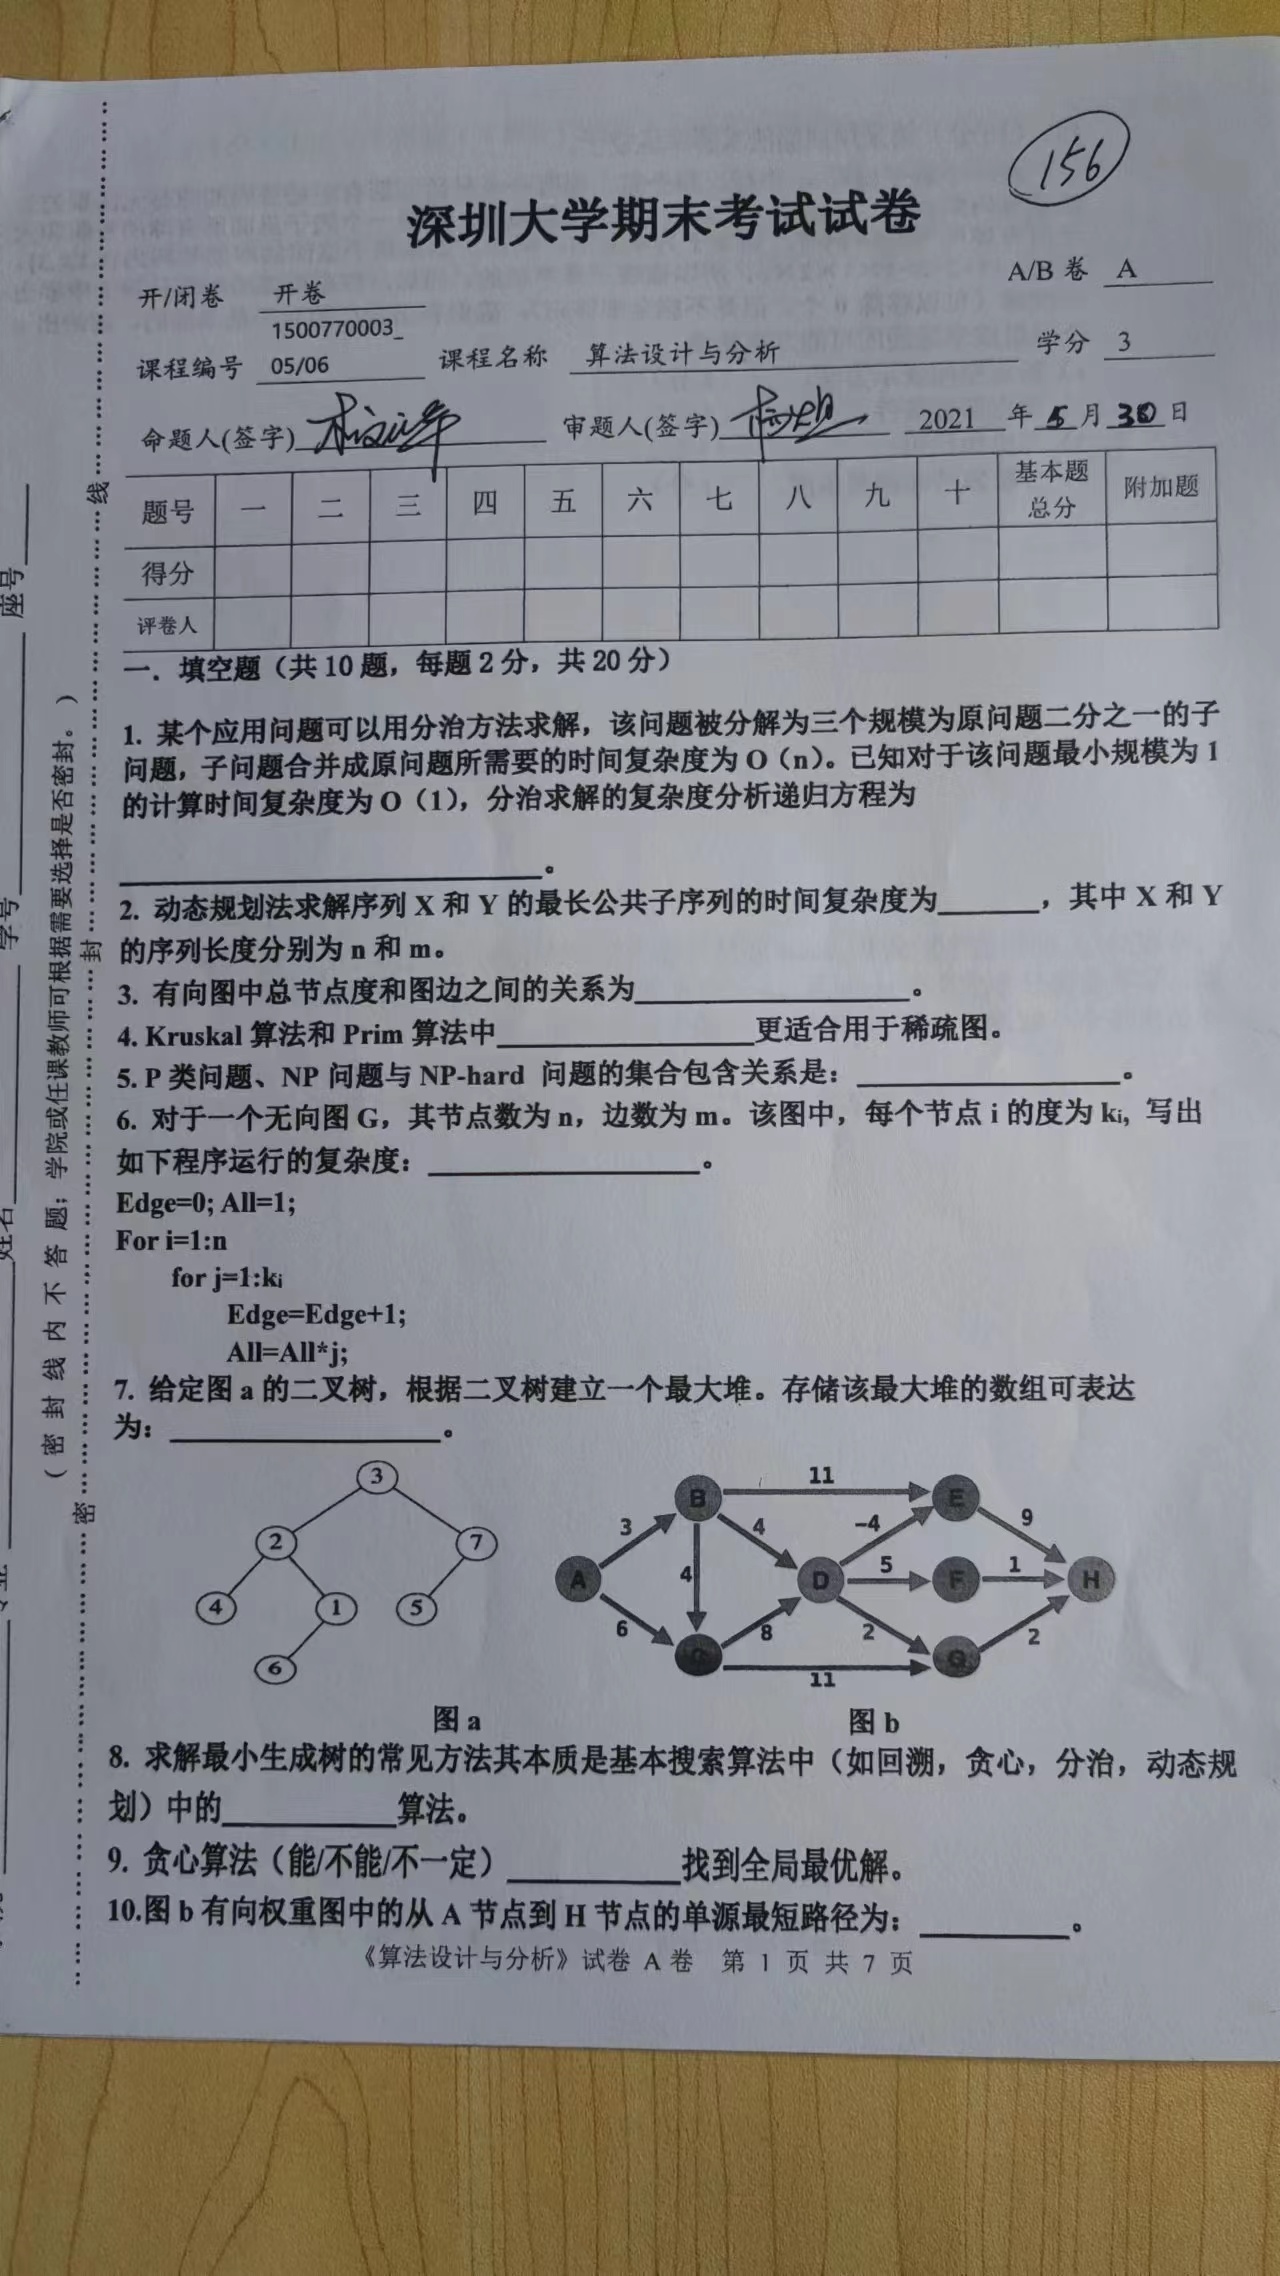 156
深圳大学期末考试试卷
开/闭卷 开卷 A/B 卷 A
1500770003_
课程编号 05/06 课程名称 算法设计与分析 学分 3
命题人(签字) 审题人(签字) 2021 年 5 月 30 日
题号 一 二 三 四 五 六 七 八 九 十 基本题总分 附加题
得分
评卷人
一．填空题（共 10 题，每题 2 分，共 20 分）
1. 某个应用问题可以用分治方法求解，该问题被分解为三个规模为原问题二分之一的子
问题，子问题合并成原问题所需要的时间复杂度为 O（n）。已知对于该问题最小规模为 1
的计算时间复杂度为 O（1），分治求解的复杂度分析递归方程为
______________________________。
2. 动态规划法求解序列 X 和 Y 的最长公共子序列的时间复杂度为_______，其中 X 和 Y
的序列长度分别为 n 和 m。
3. 有向图中总节点度和图边之间的关系为____________________。
4. Kruskal 算法和 Prim 算法中__________________更适合用于稀疏图。
5. P 类问题、NP 问题与 NP-hard 问题的集合包含关系是：___________________。
6. 对于一个无向图 G，其节点数为 n，边数为 m。该图中，每个节点 i 的度为 ki, 写出
如下程序运行的复杂度：____________________。
Edge=0; All=1;
For i=1:n
for j=1:ki
Edge=Edge+1;
All=All*j;
7. 给定图 a 的二叉树，根据二叉树建立一个最大堆。存储该最大堆的数组可表达
为：____________________。
3
2 7
4 1 5
6
图 a
B 11 E
3 4 -4 9
A 4 D 5 F 1 H
6 8 2 2
C 11 G
图 b
8. 求解最小生成树的常见方法其本质是基本搜索算法中（如回溯，贪心，分治，动态规
划）中的____________算法。
9. 贪心算法（能/不能/不一定）____________找到全局最优解。
10.图 b 有向权重图中的从 A 节点到 H 节点的单源最短路径为：___________。
《算法设计与分析》试卷 A 卷 第 1 页 共 7 页
（ 密 封 线 内 不 答 题；学院或任课教师可根据需要选择是否密封。）
密 封 线
座号
学号
姓名